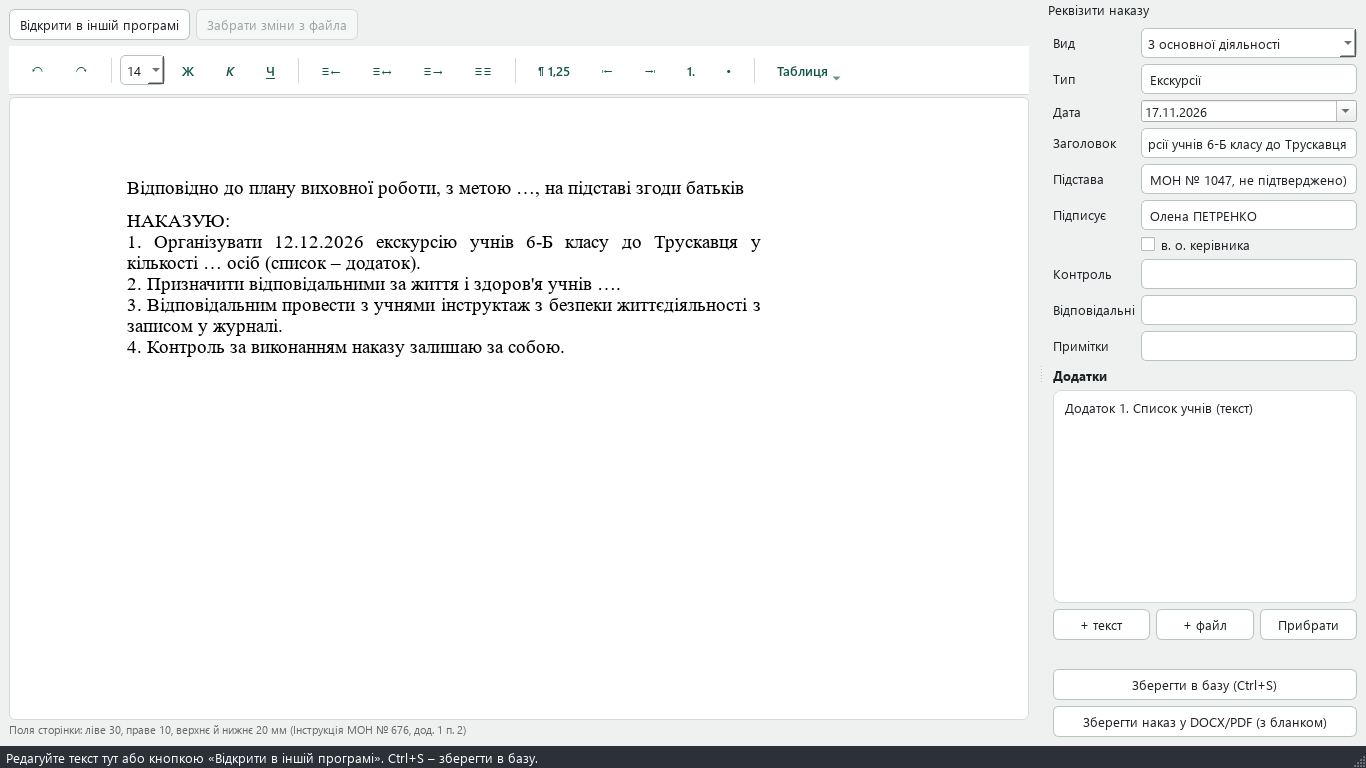 Відкрити в іншій програмі
Забрати зміни з файла
14
Ж
К
Ч
¶ 1,25
1.
•
Таблиця
Відповідно до плану виховної роботи, з метою …, на підставі згоди батьків
НАКАЗУЮ:
1. Організувати 12.12.2026 екскурсію учнів 6-Б класу до Трускавця у
кількості … осіб (список – додаток).
2. Призначити відповідальними за життя і здоров'я учнів ….
3. Відповідальним провести з учнями інструктаж з безпеки життєдіяльності з
записом у журналі.
4. Контроль за виконанням наказу залишаю за собою.
Поля сторінки: ліве 30, праве 10, верхнє й нижнє 20 мм (Інструкція МОН № 676, дод. 1 п. 2)
Реквізити наказу
Вид
З основної діяльності
Тип
Екскурсії
Дата
17.11.2026
Заголовок
рсії учнів 6-Б класу до Трускавця
Підстава
МОН № 1047, не підтверджено)
Підписує
Олена ПЕТРЕНКО
в. о. керівника
Контроль
Відповідальні
Примітки
Додатки
Додаток 1. Список учнів (текст)
+ текст
+ файл
Прибрати
Зберегти в базу (Ctrl+S)
Зберегти наказ у DOCX/PDF (з бланком)
Редагуйте текст тут або кнопкою «Відкрити в іншій програмі». Ctrl+S – зберегти в базу.